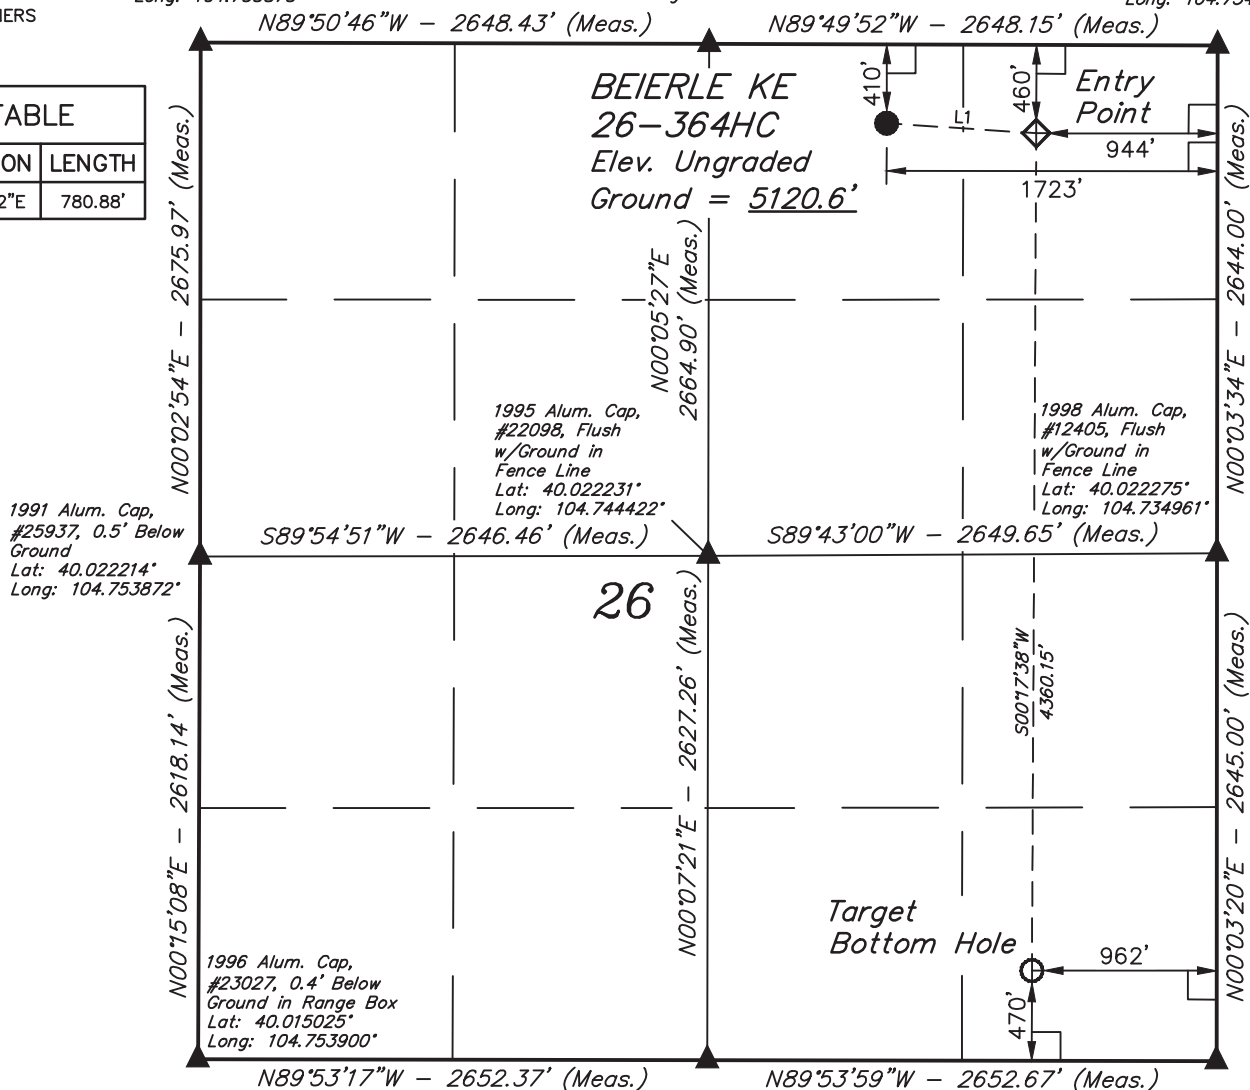 IERS
N89°50'46"W - 2648.43' (Meas.)
N89°49'52"W - 2648.15' (Meas.)
TABLE
ON LENGTH
2"E 780.88'
BEIERLE KE
26-364HC
Elev. Ungraded
Ground = 5120.6'
410'
460'
L1
Entry
Point
944'
1723'
N00°02'54"E - 2675.97' (Meas.)
N00°05'27"E
2664.90' (Meas.)
N00°03'34"E - 2644.00' (Meas.)
1995 Alum. Cap,
#22098, Flush
w/Ground in
Fence Line
Lat: 40.022231°
Long: 104.744422°
1998 Alum. Cap,
#12405, Flush
w/Ground in
Fence Line
Lat: 40.022275°
Long: 104.734961°
1991 Alum. Cap,
#25937, 0.5' Below
Ground
Lat: 40.022214°
Long: 104.753872°
S89°54'51"W - 2646.46' (Meas.)
S89°43'00"W - 2649.65' (Meas.)
26
N00°15'08"E - 2618.14' (Meas.)
N00°07'21"E - 2627.26' (Meas.)
S00°17'38"W
4360.15'
N00°03'20"E - 2645.00' (Meas.)
Target
Bottom Hole
962'
470'
1996 Alum. Cap,
#23027, 0.4' Below
Ground in Range Box
Lat: 40.015025°
Long: 104.753900°
N89°53'17"W - 2652.37' (Meas.)
N89°53'59"W - 2652.67' (Meas.)